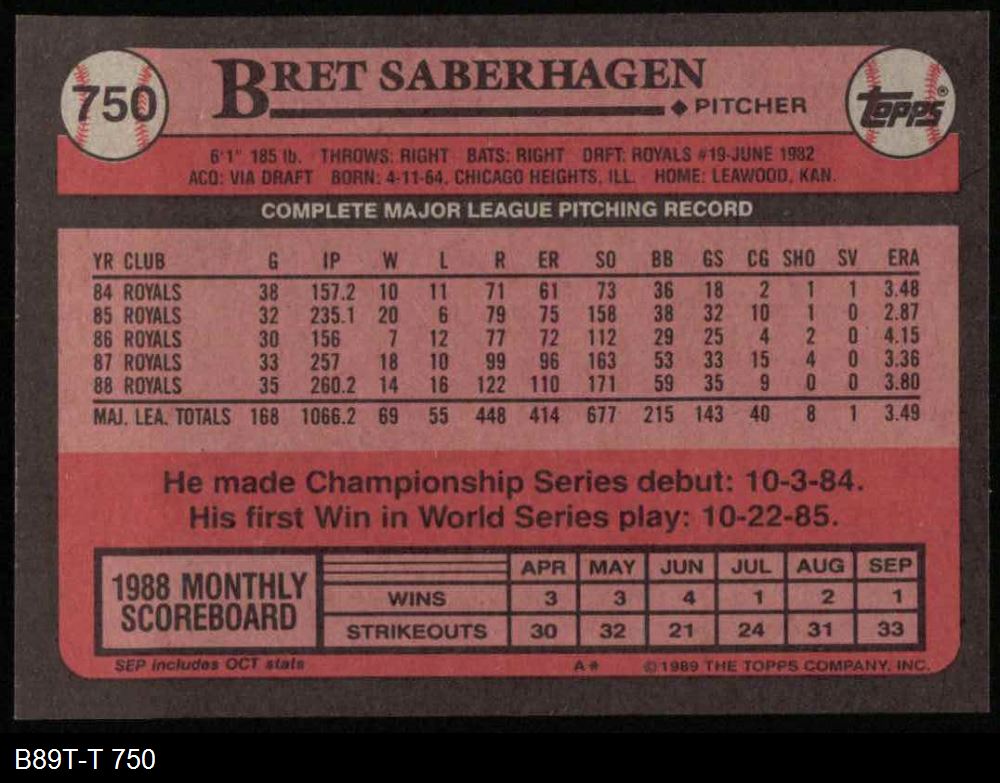 750
BRET SABERHAGEN
PITCHER
TOPPS®
6'1" 185 lb. THROWS: RIGHT BATS: RIGHT DRFT: ROYALS #19-JUNE 1982
ACQ: VIA DRAFT BORN: 4-11-64, CHICAGO HEIGHTS, ILL. HOME: LEAWOOD, KAN.
COMPLETE MAJOR LEAGUE PITCHING RECORD
YR CLUB G IP W L R ER SO BB GS CG SHO SV ERA
84 ROYALS 38 157.2 10 11 71 61 73 36 18 2 1 1 3.48
85 ROYALS 32 235.1 20 6 79 75 158 38 32 10 1 0 2.87
86 ROYALS 30 156 7 12 77 72 112 29 25 4 2 0 4.15
87 ROYALS 33 257 18 10 99 96 163 53 33 15 4 0 3.36
88 ROYALS 35 260.2 14 16 122 110 171 59 35 9 0 0 3.80
MAJ. LEA. TOTALS 168 1066.2 69 55 448 414 677 215 143 40 8 1 3.49
He made Championship Series debut: 10-3-84.
His first Win in World Series play: 10-22-85.
1988 MONTHLY
SCOREBOARD
APR MAY JUN JUL AUG SEP
WINS 3 3 4 1 2 1
STRIKEOUTS 30 32 21 24 31 33
SEP includes OCT stats A* ©1989 THE TOPPS COMPANY, INC.
B89T-T 750